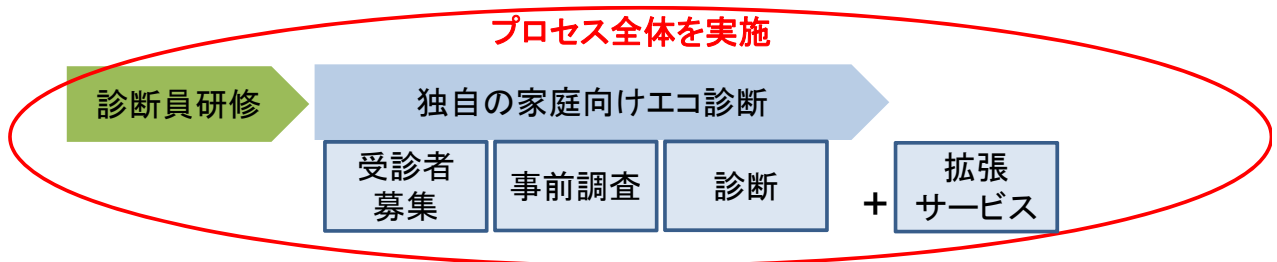 プロセス全体を実施
診断員研修
独自の家庭向けエコ診断
受診者
募集
事前調査
診断
+
拡張
サービス